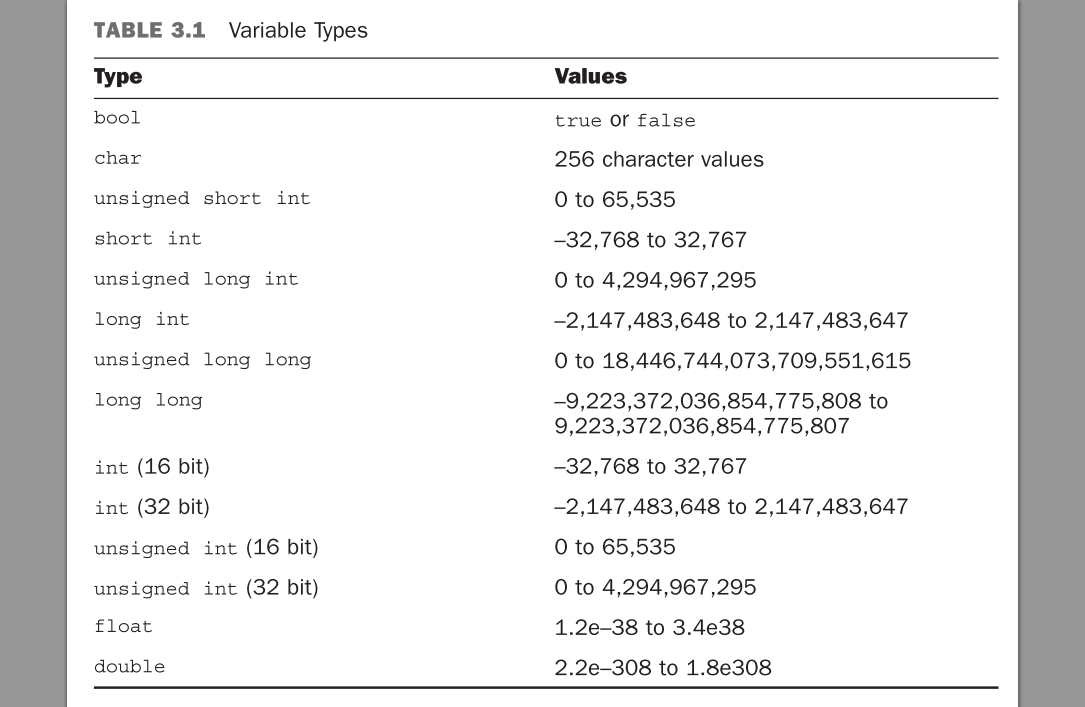 TABLE 3.1 Variable Types
Type Values
bool true or false
char 256 character values
unsigned short int 0 to 65,535
short int –32,768 to 32,767
unsigned long int 0 to 4,294,967,295
long int –2,147,483,648 to 2,147,483,647
unsigned long long 0 to 18,446,744,073,709,551,615
long long –9,223,372,036,854,775,808 to
9,223,372,036,854,775,807
int (16 bit) –32,768 to 32,767
int (32 bit) –2,147,483,648 to 2,147,483,647
unsigned int (16 bit) 0 to 65,535
unsigned int (32 bit) 0 to 4,294,967,295
float 1.2e–38 to 3.4e38
double 2.2e–308 to 1.8e308